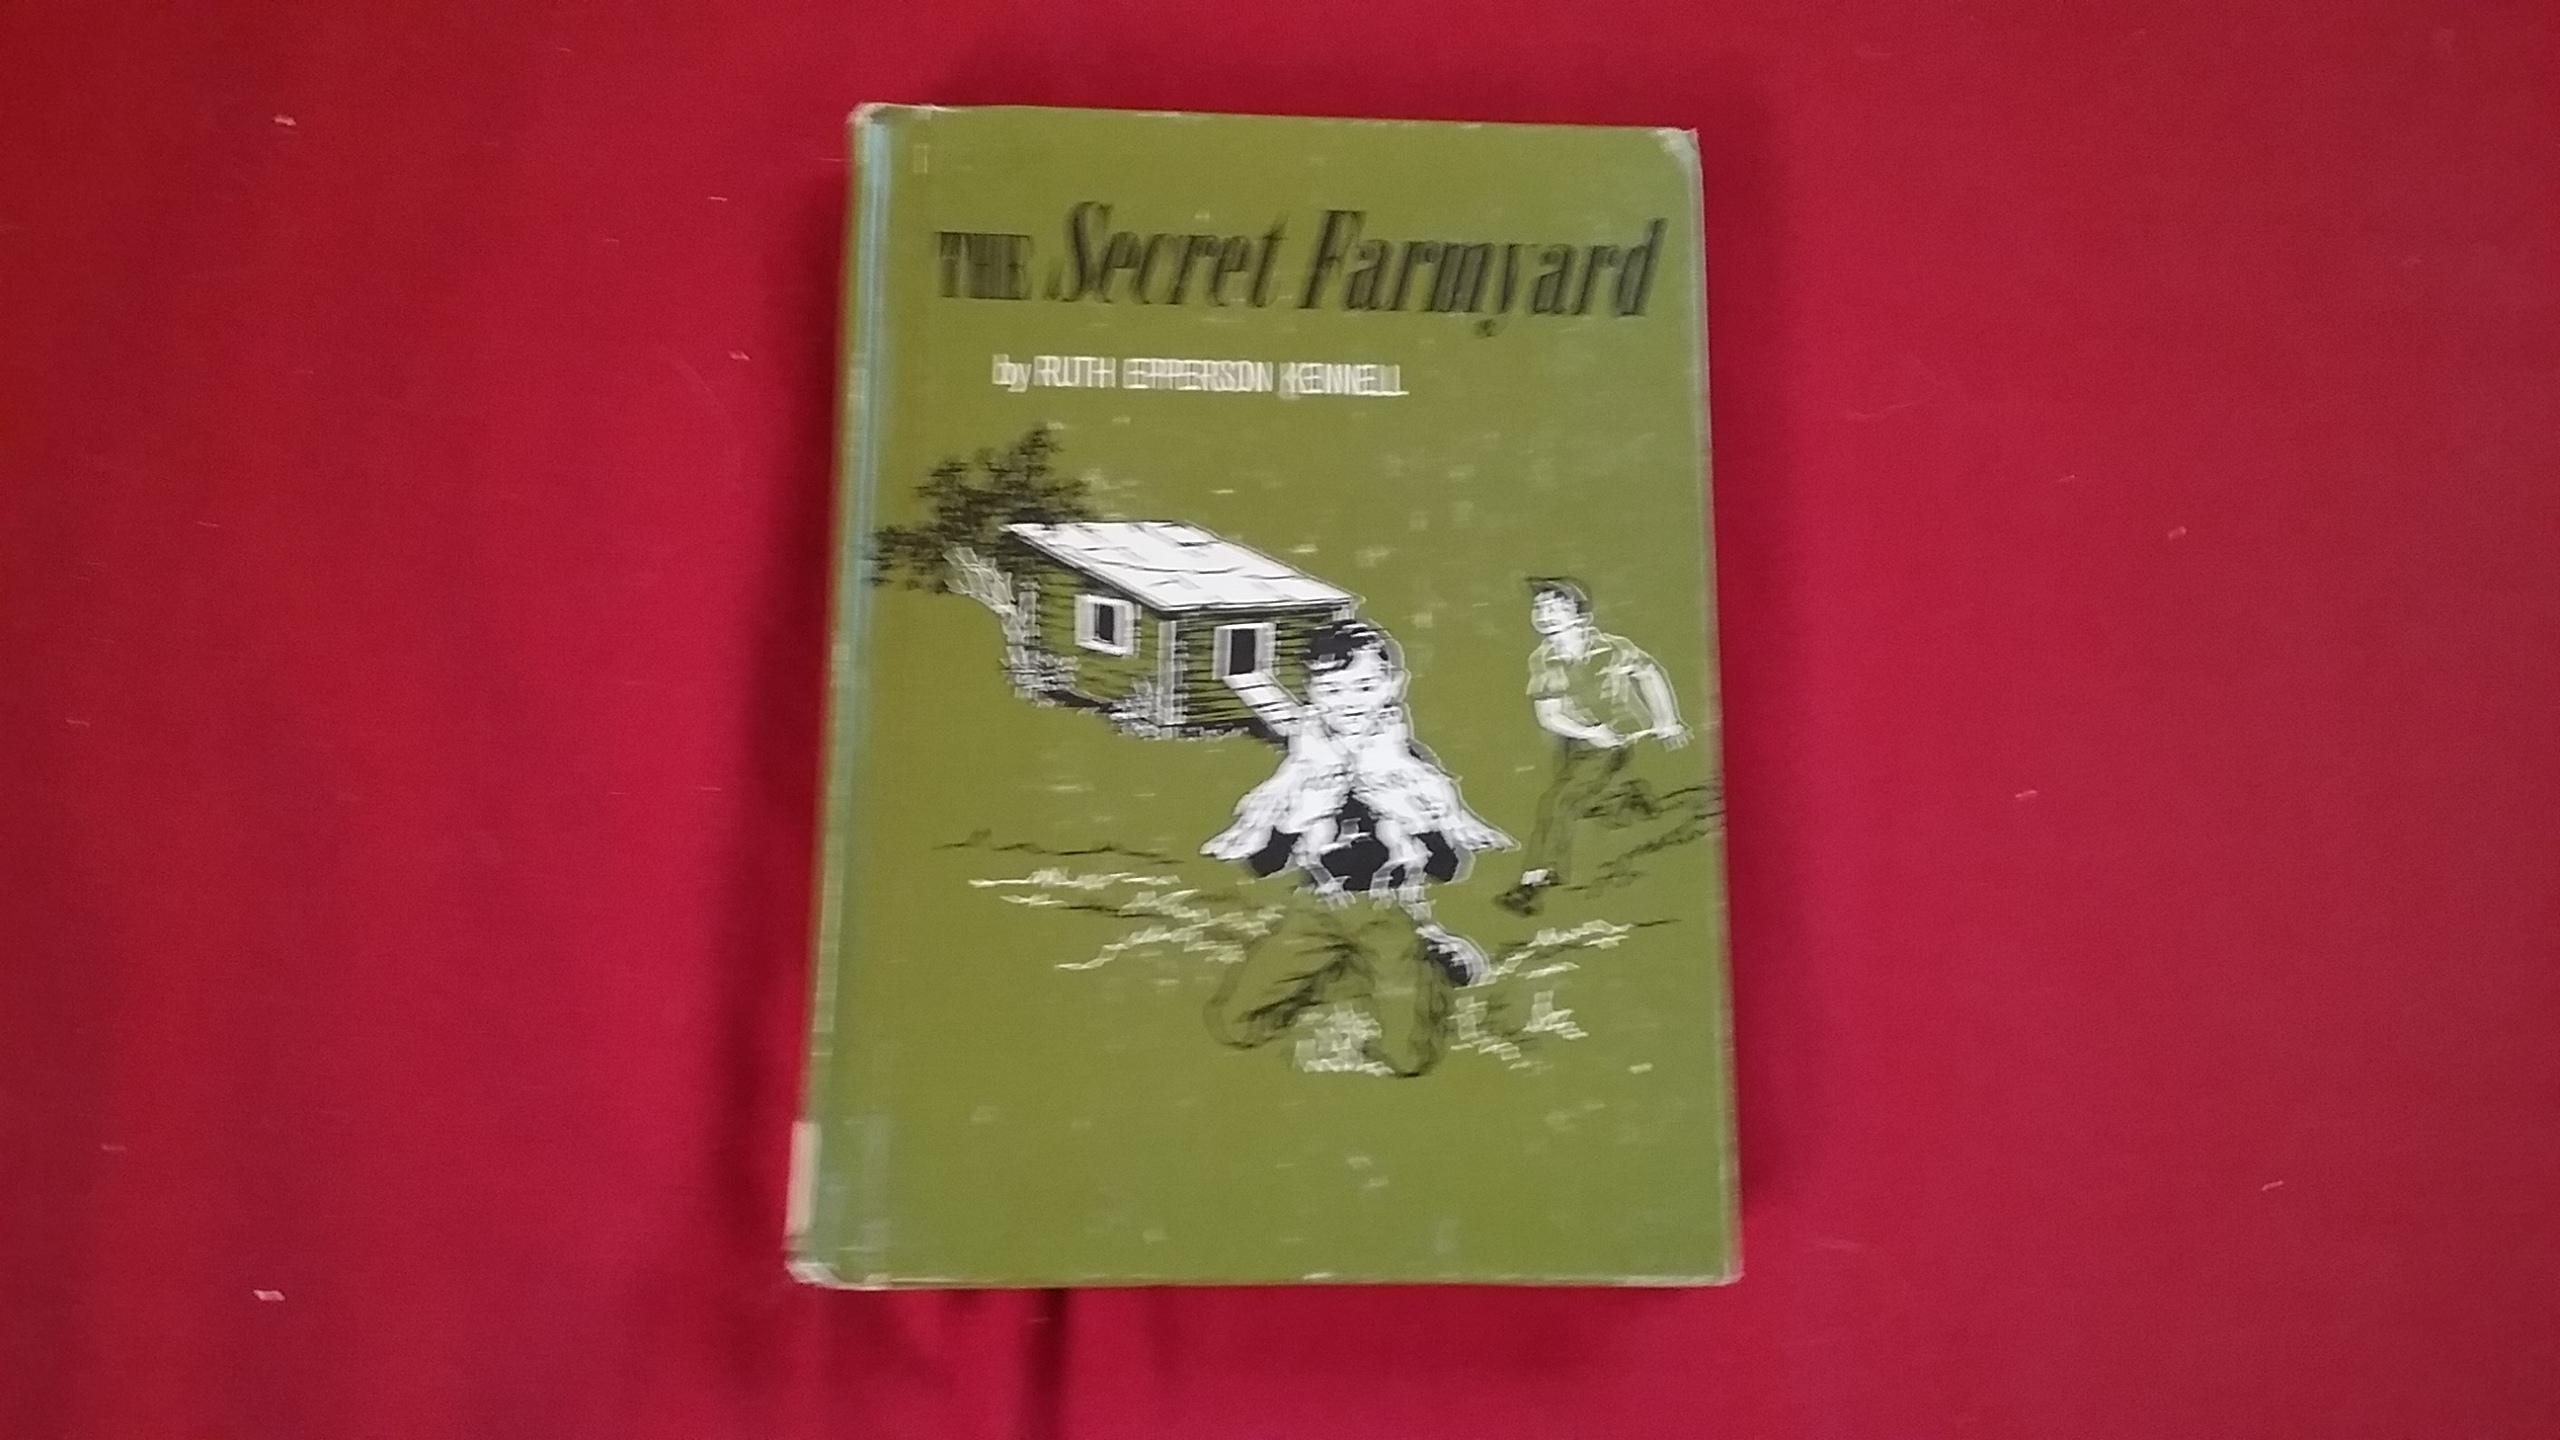 THE Secret Farmyard
by RUTH EPPERSON KENNELL